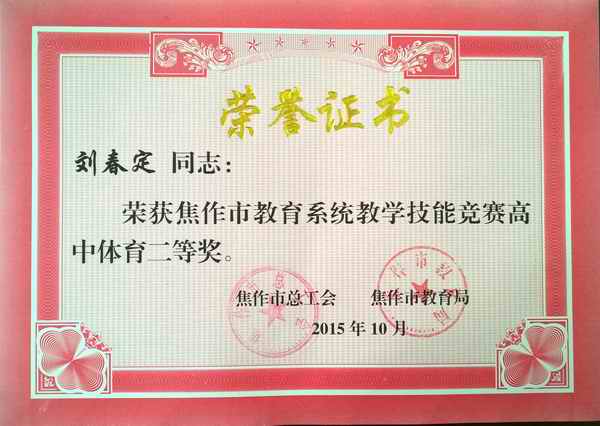 荣誉证书
刘春定 同志：
荣获焦作市教育系统教学技能竞赛高
中体育二等奖。
焦作市总工会 焦作市教育局
2015年10月